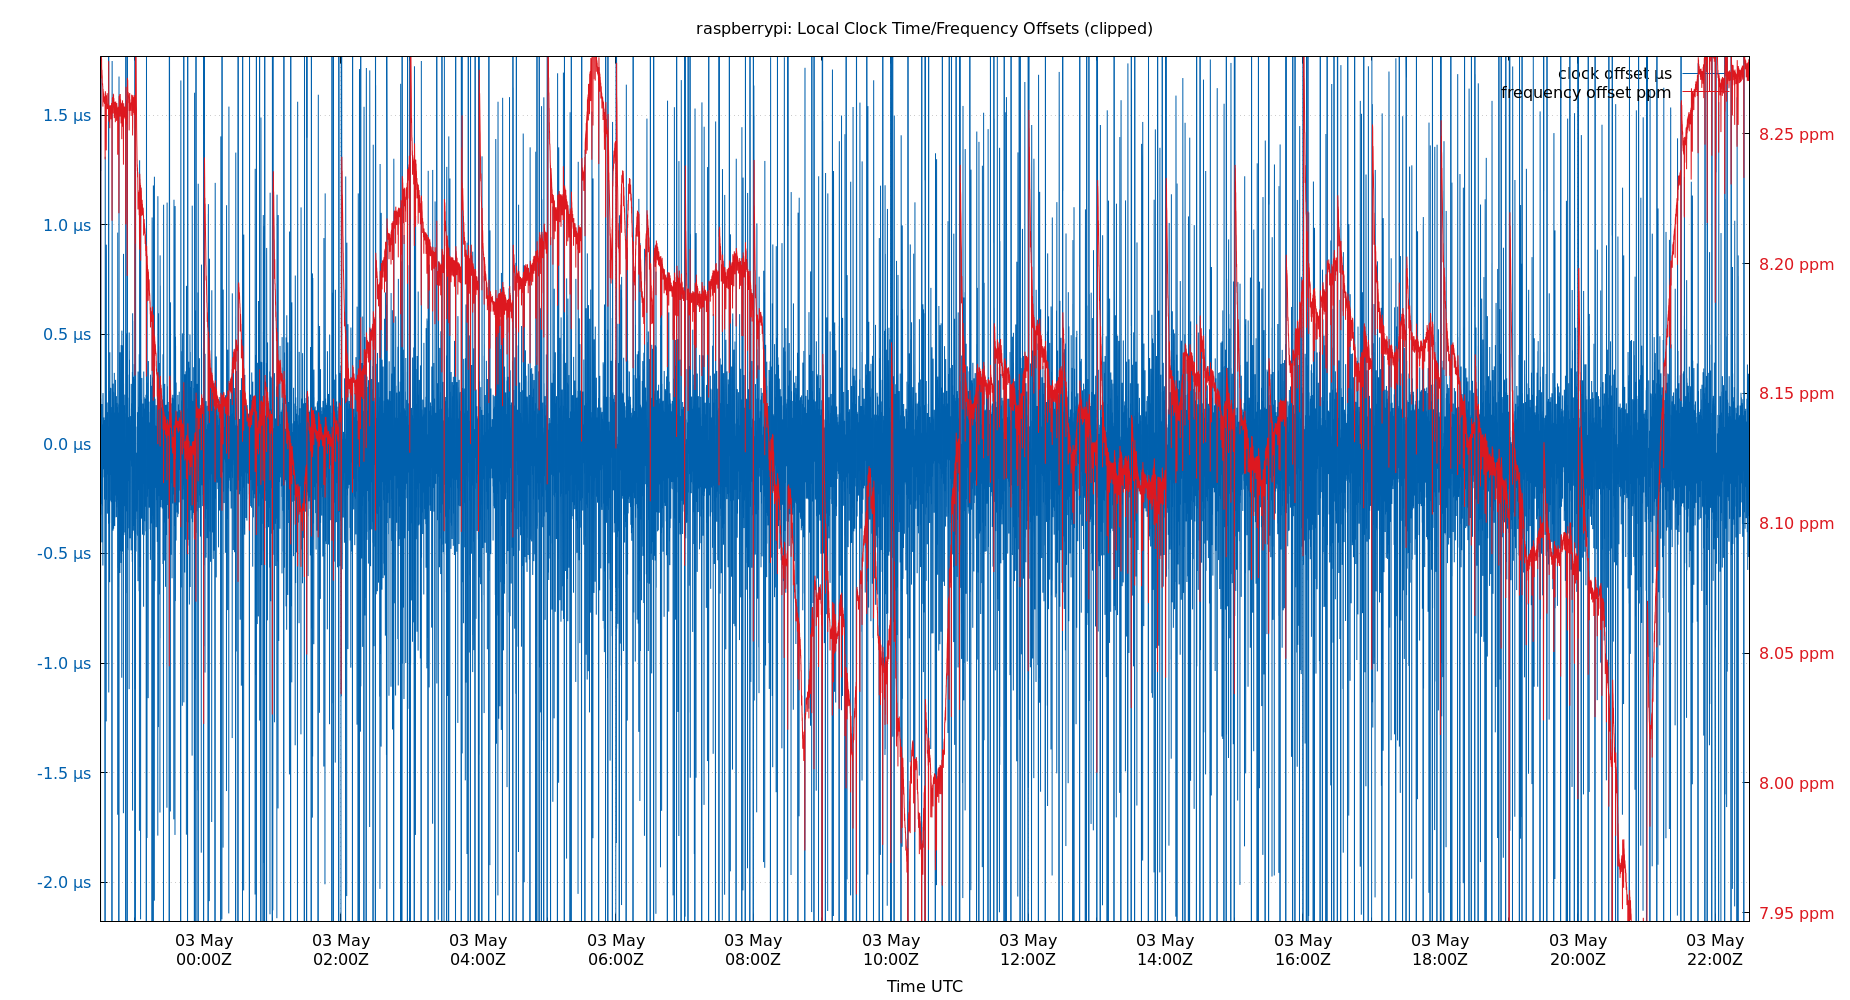 raspberrypi: Local Clock Time/Frequency Offsets (clipped)
clock offset µs
frequency offset ppm
1.5 µs
1.0 µs
0.5 µs
0.0 µs
-0.5 µs
-1.0 µs
-1.5 µs
-2.0 µs
8.25 ppm
8.20 ppm
8.15 ppm
8.10 ppm
8.05 ppm
8.00 ppm
7.95 ppm
03 May 03 May 03 May 03 May 03 May 03 May 03 May 03 May 03 May 03 May 03 May 03 May
00:00Z 02:00Z 04:00Z 06:00Z 08:00Z 10:00Z 12:00Z 14:00Z 16:00Z 18:00Z 20:00Z 22:00Z
Time UTC